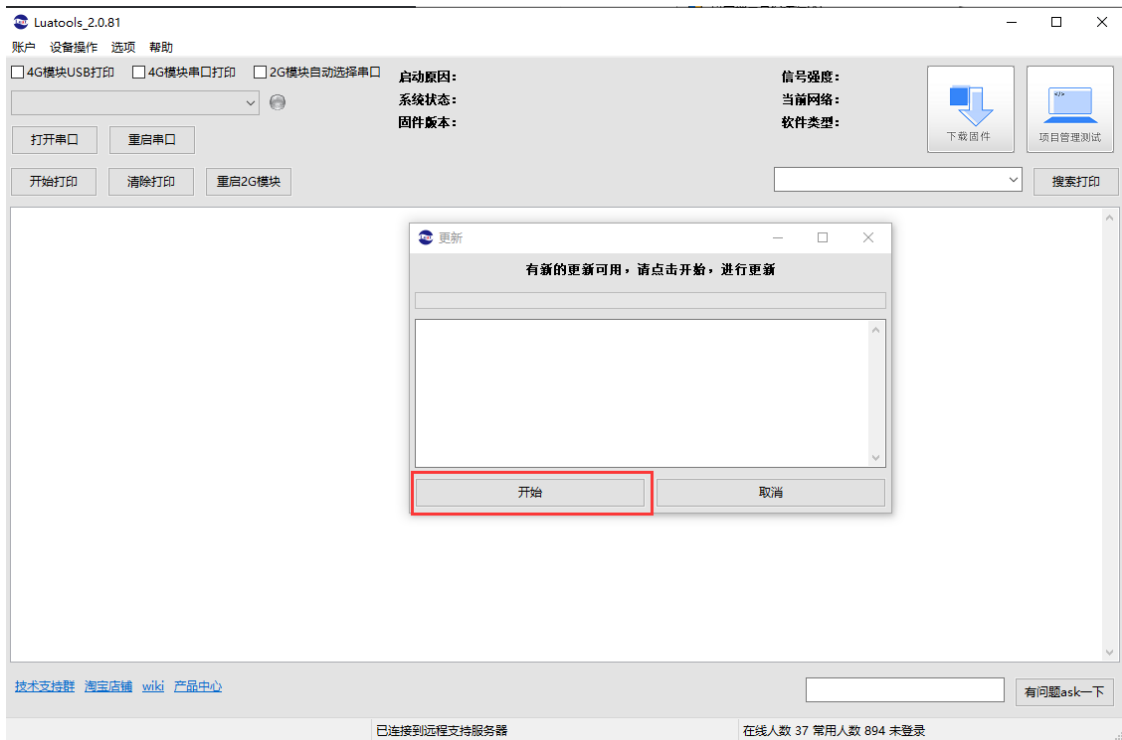 Luatools_2.0.81
账户 设备操作 选项 帮助
4G模块USB打印 4G模块串口打印 2G模块自动选择串口
启动原因： 信号强度：
系统状态： 当前网络：
固件版本： 软件类型：
打开串口 重启串口 下载固件 项目管理测试
开始打印 清除打印 重启2G模块 搜索打印
更新
有新的更新可用，请点击开始，进行更新
开始 取消
技术支持群 淘宝店铺 wiki 产品中心 有问题ask一下
已连接到远程支持服务器 在线人数 37 常用人数 894 未登录